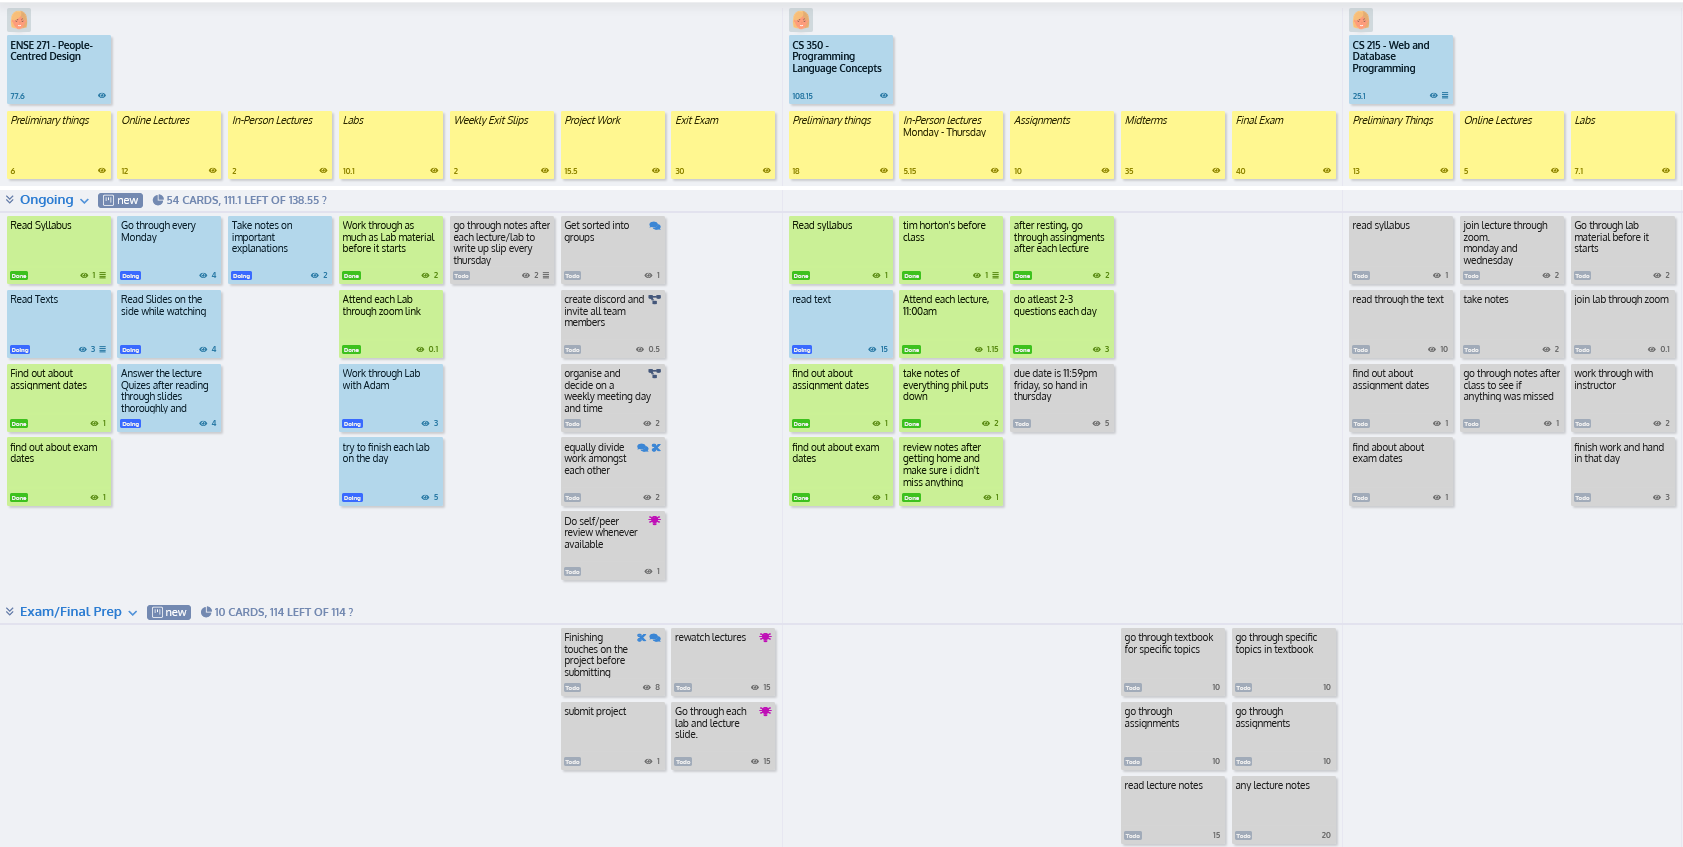 ENSE 271 - People-
Centred Design
77.6
CS 350 -
Programming
Language Concepts
108.15
CS 215 - Web and
Database
Programming
25.1
Preliminary things
6
Online Lectures
12
In-Person Lectures
2
Labs
10.1
Weekly Exit Slips
2
Project Work
15.5
Exit Exam
30
Preliminary things
18
In-Person lectures
Monday - Thursday
5.15
Assignments
10
Midterms
35
Final Exam
40
Preliminary Things
13
Online Lectures
5
Labs
7.1
Ongoing new 54 CARDS, 111.1 LEFT OF 138.55 ?
Read Syllabus
Done 1
Go through every
Monday
Doing 4
Take notes on
important
explanations
Doing 2
Work through as
much as Lab material
before it starts
Done 2
go through notes after
each lecture/lab to
write up slip every
thursday
Todo 2
Get sorted into
groups
Todo 1
Read syllabus
Done 1
tim horton's before
class
Done 1
after resting, go
through assingments
after each lecture
Done 2
read syllabus
Todo 1
join lecture through
zoom.
monday and
wednesday
Todo 2
Go through lab
material before it
starts
Todo 2
Read Texts
Doing 3
Read Slides on the
side while watching
Doing 4
Attend each Lab
through zoom link
Done 0.1
create discord and
invite all team
members
Todo 0.5
read text
Doing 15
Attend each lecture,
11:00am
Done 1.15
do atleast 2-3
questions each day
Done 3
read through the text
Todo 10
take notes
Todo 2
join lab through zoom
Todo 0.1
Find out about
assignment dates
Done 1
Answer the lecture
Quizes after reading
through slides
thoroughly and
Doing 4
Work through Lab
with Adam
Doing 3
organise and
decide on a
weekly meeting day
and time
Todo 2
find out about
assignment dates
Done 1
take notes of
everything phil puts
down
Done 2
due date is 11:59pm
friday, so hand in
thursday
Todo 5
find out about
assignment dates
Todo 1
go through notes after
class to see if
anything was missed
Todo 1
work through with
instructor
Todo 2
find out about exam
dates
Done 1
try to finish each lab
on the day
Doing 5
equally divide
work amongst
each other
Todo 2
find out about exam
dates
Done 1
review notes after
getting home and
make sure i didn't
miss anything
Done 1
find about about
exam dates
Todo 1
finish work and hand
in that day
Todo 3
Do self/peer
review whenever
available
Todo 1
Exam/Final Prep new 10 CARDS, 114 LEFT OF 114 ?
Finishing
touches on the
project before
submitting
Todo 8
rewatch lectures
Todo 15
go through textbook
for specific topics
Todo 10
go through specific
topics in textbook
Todo 10
submit project
Todo 1
Go through each
lab and lecture
slide.
Todo 15
go through
assignments
Todo 10
go through
assignments
Todo 10
read lecture notes
Todo 15
any lecture notes
Todo 20